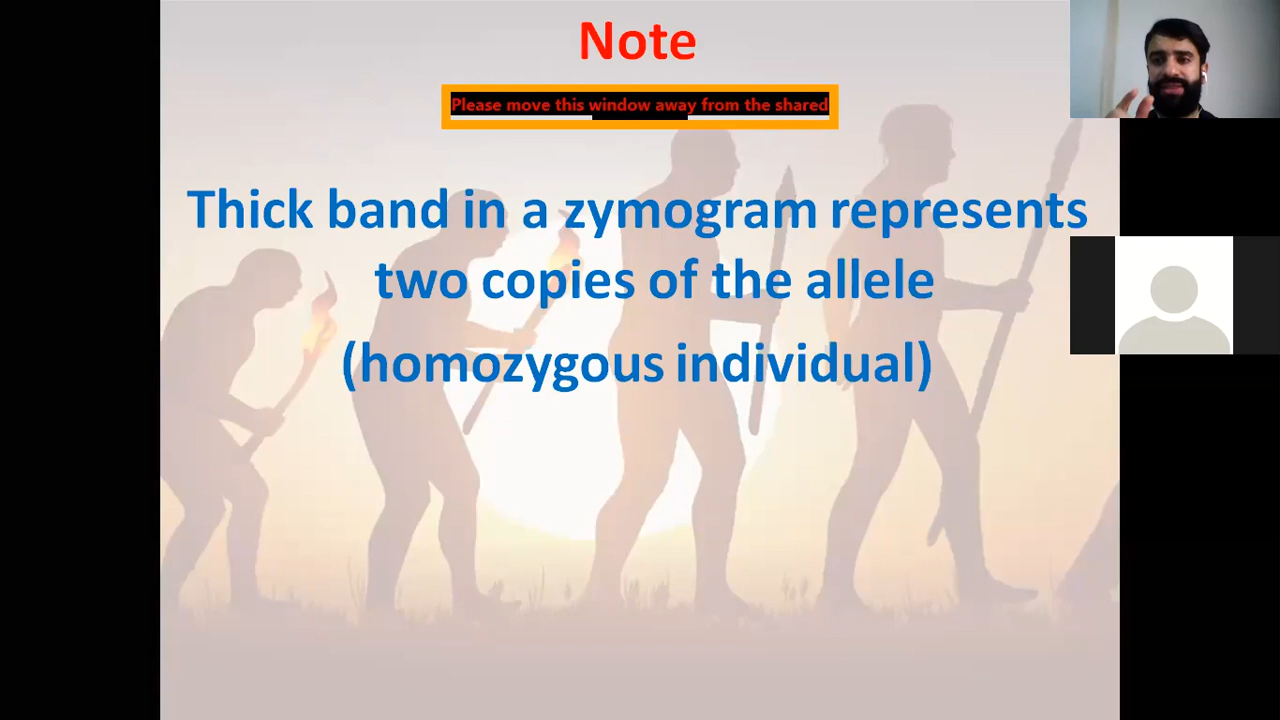 Note
Please move this window away from the shared
Thick band in a zymogram represents
two copies of the allele
(homozygous individual)